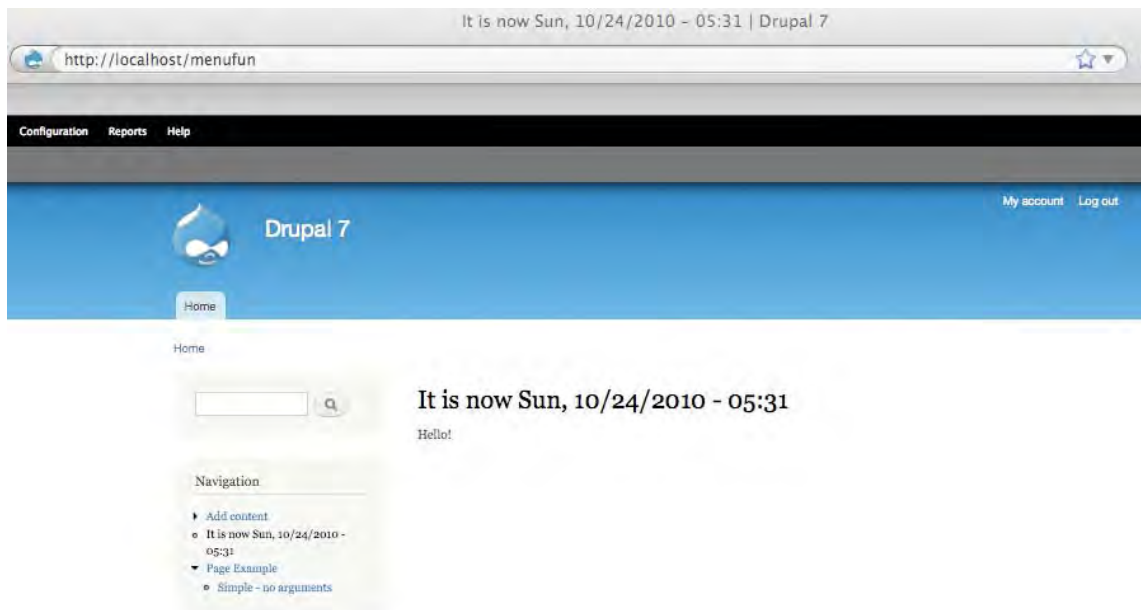 It is now Sun, 10/24/2010 – 05:31 | Drupal 7
http://localhost/menufun
Configuration Reports Help
My account Log out
Drupal 7
Home
Home
It is now Sun, 10/24/2010 - 05:31
Hello!
Navigation
Add content
It is now Sun, 10/24/2010 -
05:31
Page Example
Simple - no arguments